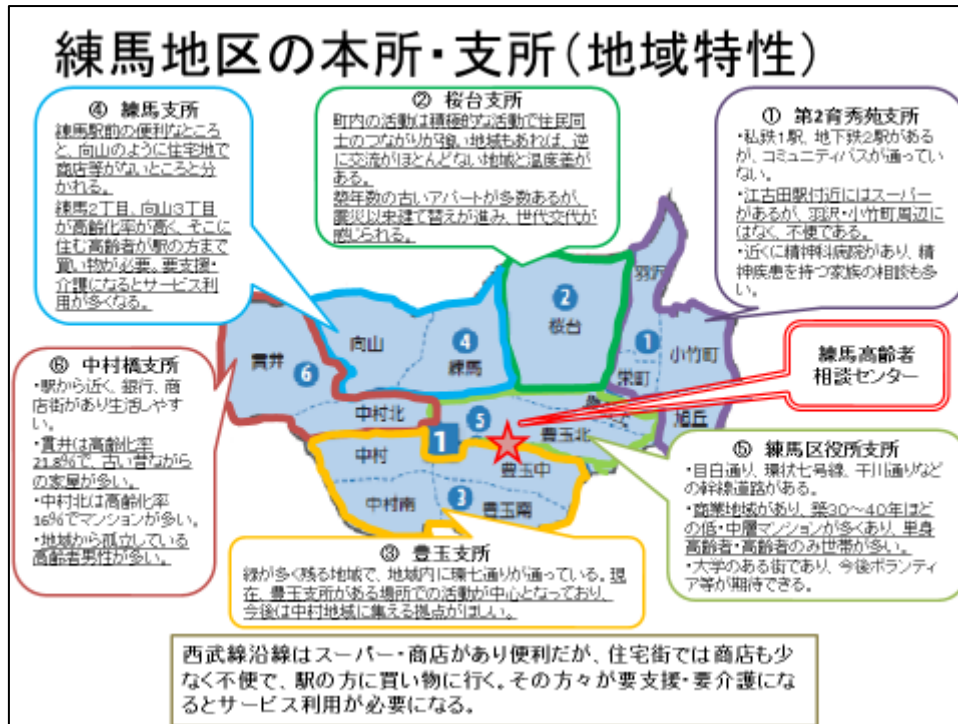 練馬地区の本所・支所(地域特性)
④ 練馬支所
練馬駅前の便利なところ
と、向山のように住宅地で
商店等がないところと分
かれる。
練馬2丁目、向山3丁目
が高齢化率が高く、そこに
住む高齢者が駅の方まで
買い物が必要。要支援・
介護になるとサービス利
用が多くなる。
② 桜台支所
町内の活動は積極的な活動で住民同
士のつながりが強い地域もあれば、逆
に交流がほとんどない地域と温度差が
ある。
築年数の古いアパートが多数あるが、
震災以来建て替えが進み、世代交代が
感じられる。
① 第2育秀苑支所
・私鉄1駅、地下鉄2駅がある
が、コミュニティバスが通ってい
ない。
・江古田駅付近にはスーパー
があるが、羽沢・小竹町周辺に
はなく、不便である。
・近くに精神科病院があり、精
神疾患を持つ家族の相談も多
い。
羽沢
②
桜台
①
小竹町
栄町
旭丘
向山
④
練馬
貫井
⑥
中村北
⑤
豊玉北
1
中村
豊玉中
中村南
③
豊玉南
練馬高齢者
相談センター
⑥ 中村橋支所
・駅から近く、銀行、商
店街があり生活しやす
い。
・貫井は高齢化率
21.8%で、古い昔ながら
の家屋が多い。
・中村北は高齢化率
16%でマンションが多い。
・地域から孤立している
高齢者男性が多い。
③ 豊玉支所
緑が多く残る地域で、地域内に環七通りが通っている。現
在、豊玉支所がある場所での活動が中心となっており、
今後は中村地域に集える拠点がほしい。
⑤ 練馬区役所支所
・目白通り、環状七号線、千川通りなど
の幹線道路がある。
・商業地域があり、築30~40年ほど
の低・中層マンションが多くあり、単身
高齢者・高齢者のみ世帯が多い。
・大学のある街であり、今後ボランティ
ア等が期待できる。
西武線沿線はスーパー・商店があり便利だが、住宅街では商店も少
なく不便で、駅の方に買い物に行く。その方々が要支援・要介護にな
るとサービス利用が必要になる。